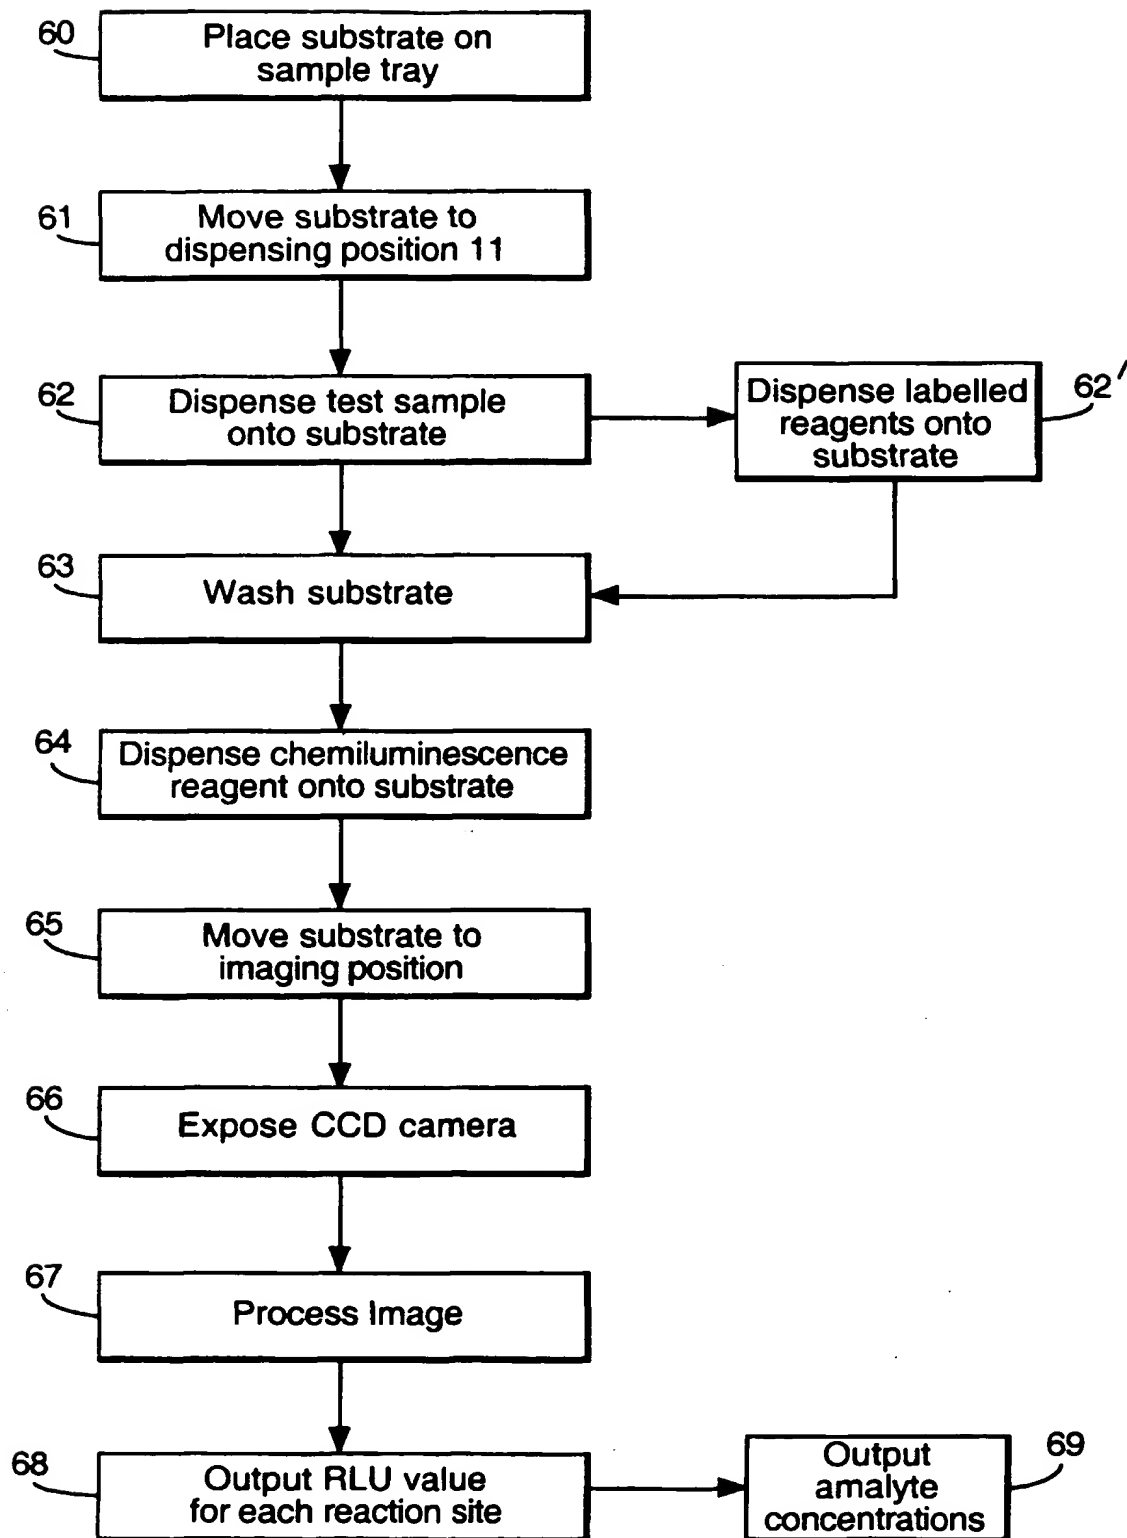 60
Place substrate on
sample tray
61
Move substrate to
dispensing position 11
62
Dispense test sample
onto substrate
Dispense labelled
reagents onto
substrate
62'
63
Wash substrate
64
Dispense chemiluminescence
reagent onto substrate
65
Move substrate to
imaging position
66
Expose CCD camera
67
Process Image
68
Output RLU value
for each reaction site
Output
amalyte
concentrations
69